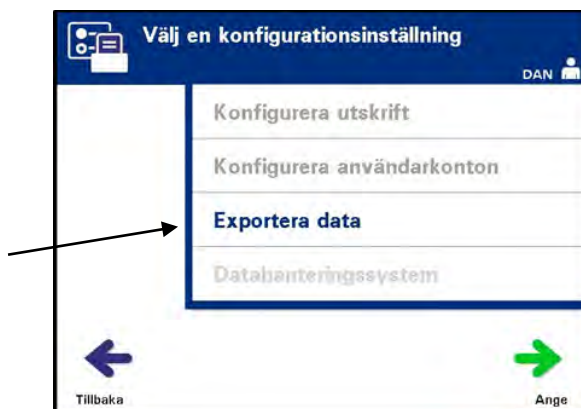 Välj en konfigurationsinställning
DAN
Konfigurera utskrift
Konfigurera användarkonton
Exportera data
Datahanteringssystem
Tillbaka
Ange